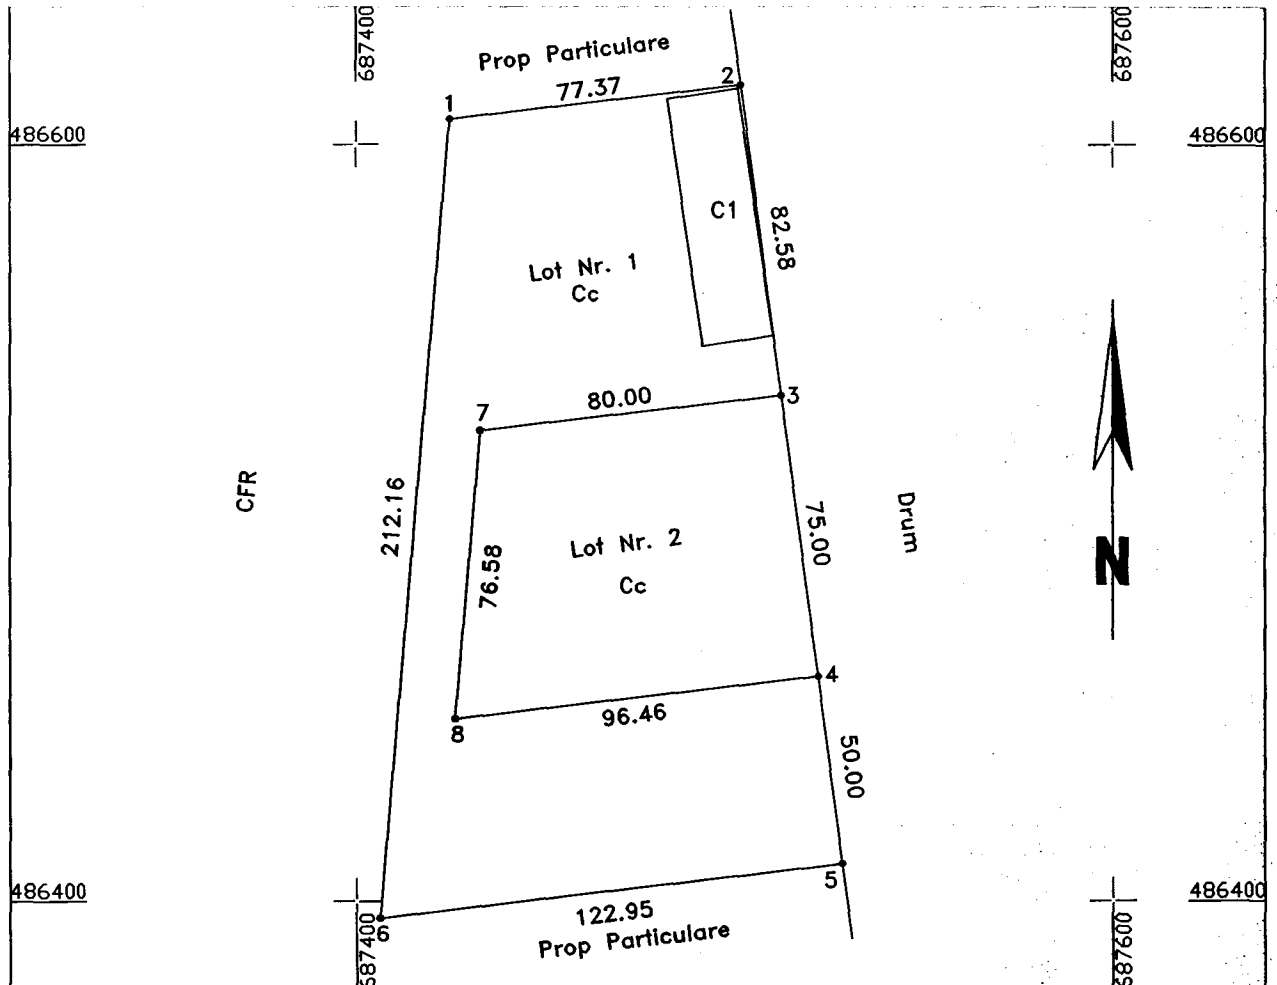 687400
687600
Prop Particulare
77.37
1
2
486600
486600
C1
82.58
Lot Nr. 1
Cc
80.00
3
7
CFR
212.16
75.00
Drum
Lot Nr. 2
76.58
Cc
N
4
96.46
8
50.00
5
486400
486400
122.95
6
Prop Particulare
687400
687600